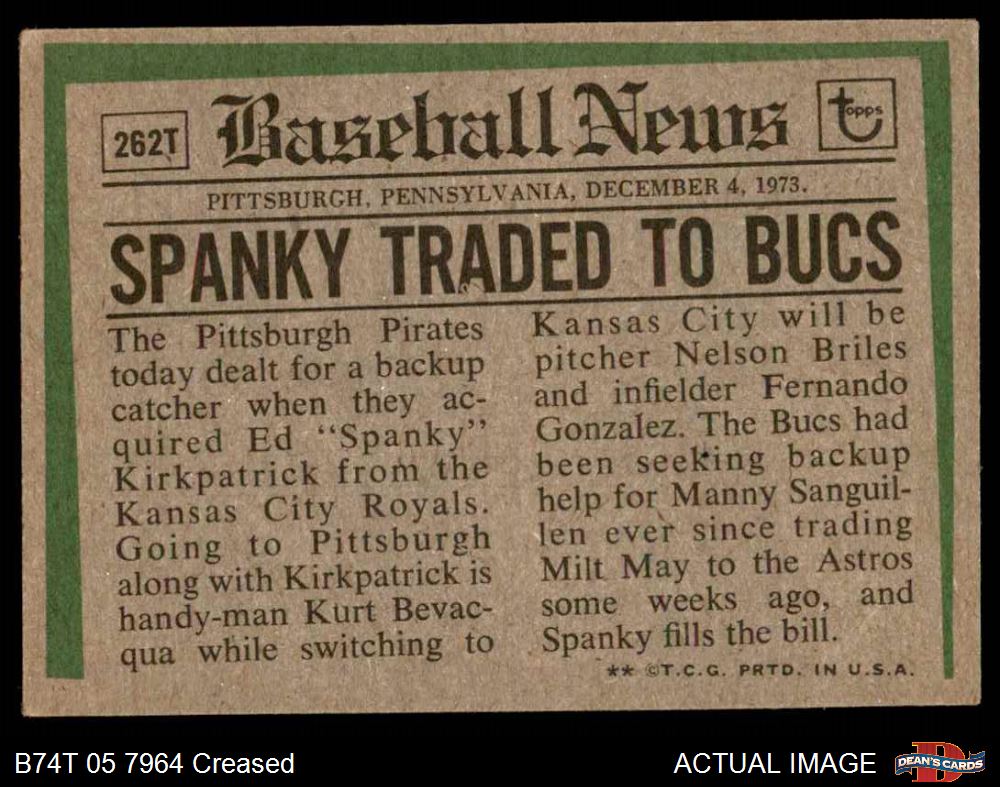 262T Baseball News topps
PITTSBURGH, PENNSYLVANIA, DECEMBER 4, 1973.
SPANKY TRADED TO BUCS
The Pittsburgh Pirates
today dealt for a backup
catcher when they ac-
quired Ed "Spanky"
Kirkpatrick from the
Kansas City Royals.
Going to Pittsburgh
along with Kirkpatrick is
handy-man Kurt Bevac-
qua while switching to
Kansas City will be
pitcher Nelson Briles
and infielder Fernando
Gonzalez. The Bucs had
been seeking backup
help for Manny Sanguil-
len ever since trading
Milt May to the Astros
some weeks ago, and
Spanky fills the bill.
** ©T.C.G. PRTD. IN U.S.A.
B74T 05 7964 Creased
ACTUAL IMAGE
DEAN'S CARDS